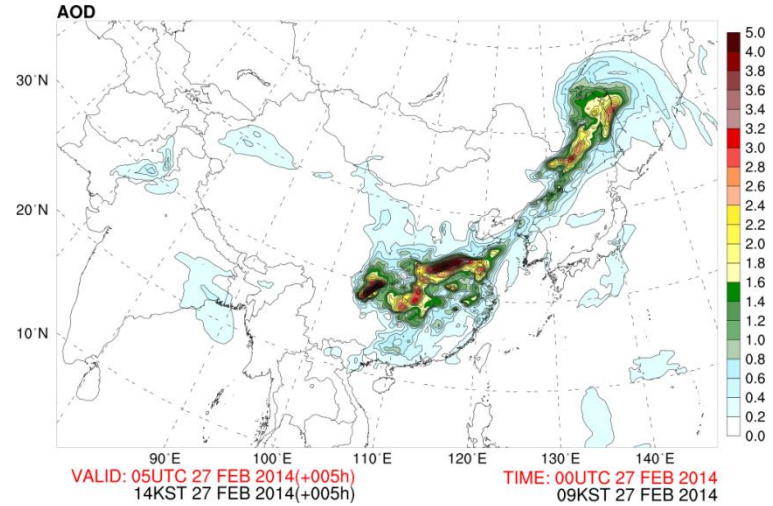 AOD
30°N
20°N
10°N
90°E
100°E
110°E
120°E
130°E
140°E
5.0
4.0
3.8
3.6
3.4
3.2
3.0
2.8
2.6
2.4
2.2
2.0
1.8
1.6
1.4
1.2
1.0
0.8
0.6
0.4
0.2
0.0
VALID: 05UTC 27 FEB 2014(+005h)
14KST 27 FEB 2014(+005h)
TIME: 00UTC 27 FEB 2014
09KST 27 FEB 2014